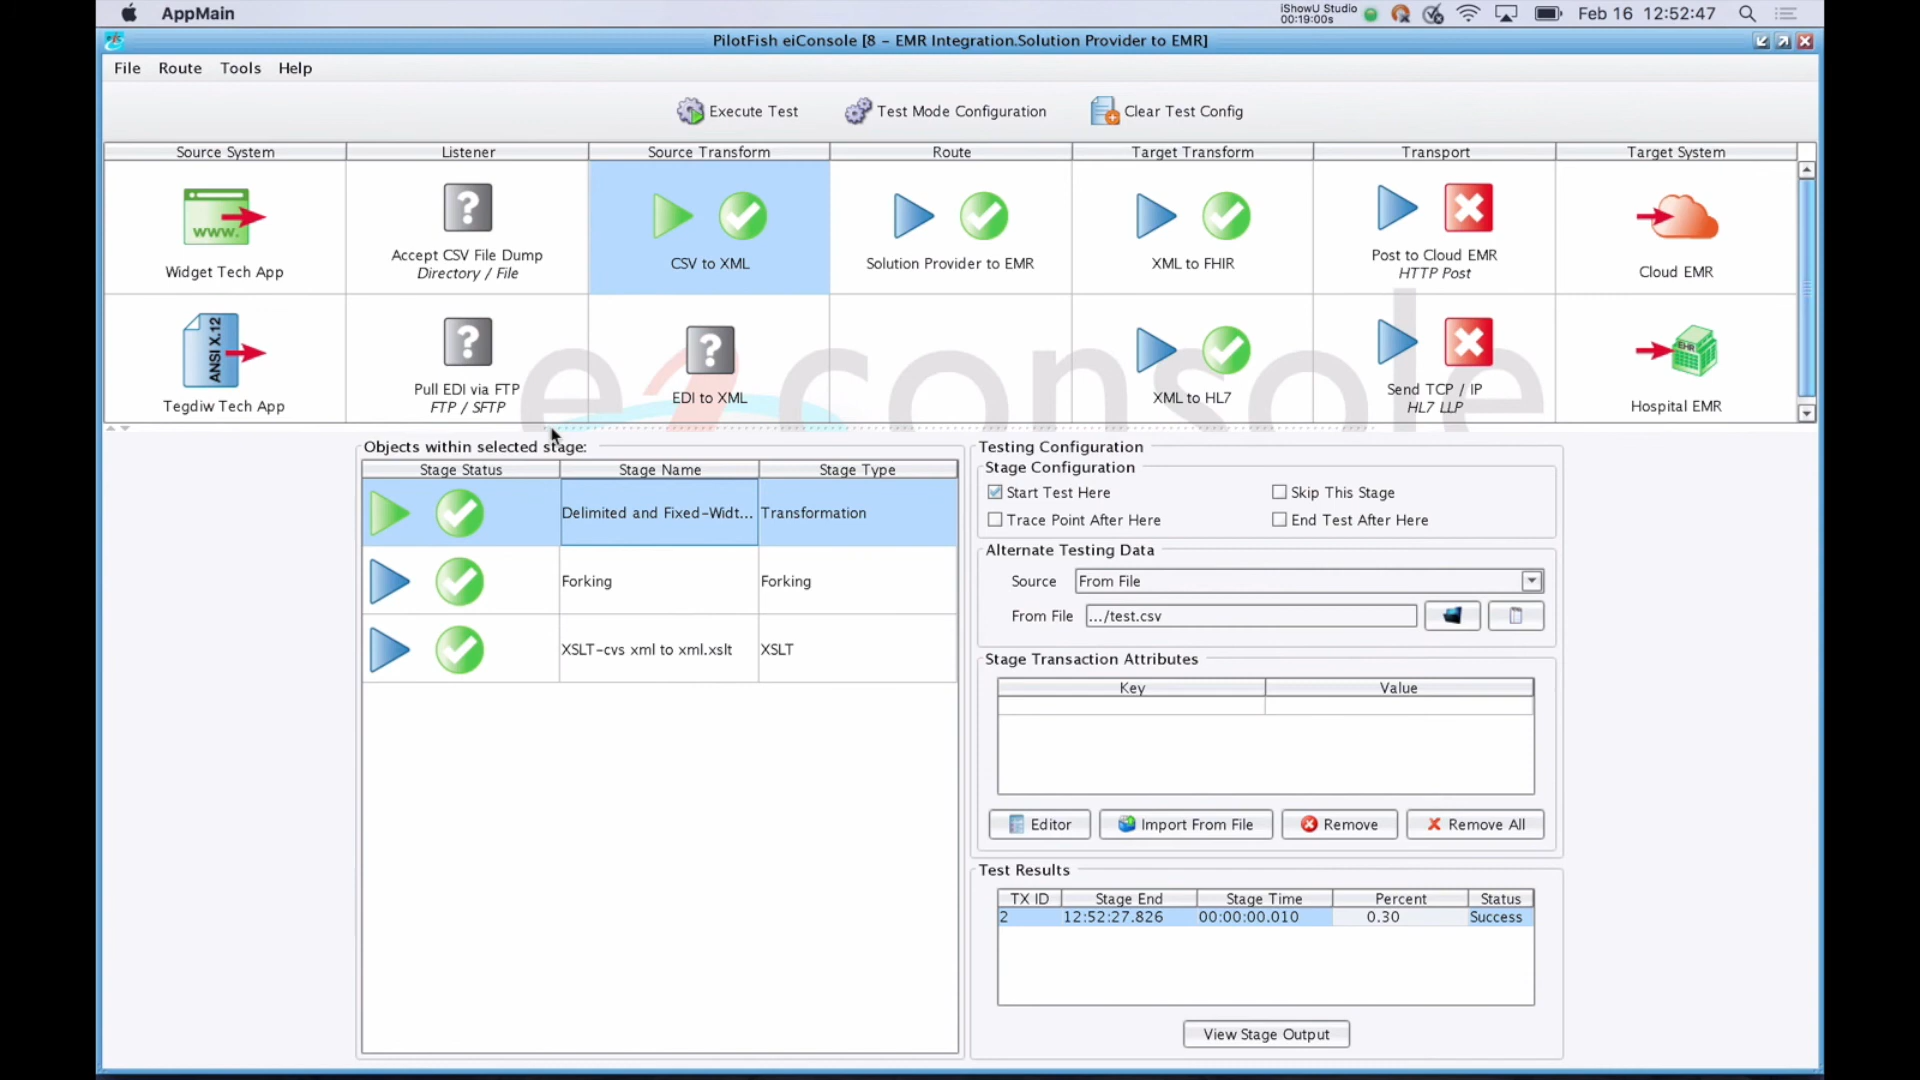 AppMain
iShowU Studio
00:19:00s
Feb 16 12:52:47
PilotFish eiConsole [8 – EMR Integration.Solution Provider to EMR]
File Route Tools Help
Execute Test Test Mode Configuration Clear Test Config
Source System Listener Source Transform Route Target Transform Transport Target System
www.
Widget Tech App
?
Accept CSV File Dump
Directory / File
CSV to XML
Solution Provider to EMR
XML to FHIR
Post to Cloud EMR
HTTP Post
Cloud EMR
ANSI X.12
Tegdiw Tech App
?
Pull EDI via FTP
FTP / SFTP
?
EDI to XML
XML to HL7
Send TCP / IP
HL7 LLP
EHR
Hospital EMR
eiconsole
Objects within selected stage:
Stage Status Stage Name Stage Type
Delimited and Fixed-Widt... Transformation
Forking Forking
XSLT-cvs xml to xml.xslt XSLT
Testing Configuration
Stage Configuration
Start Test Here Skip This Stage
Trace Point After Here End Test After Here
Alternate Testing Data
Source From File
From File .../test.csv
Stage Transaction Attributes
Key Value
Editor Import From File Remove Remove All
Test Results
TX ID Stage End Stage Time Percent Status
2 12:52:27.826 00:00:00.010 0.30 Success
View Stage Output